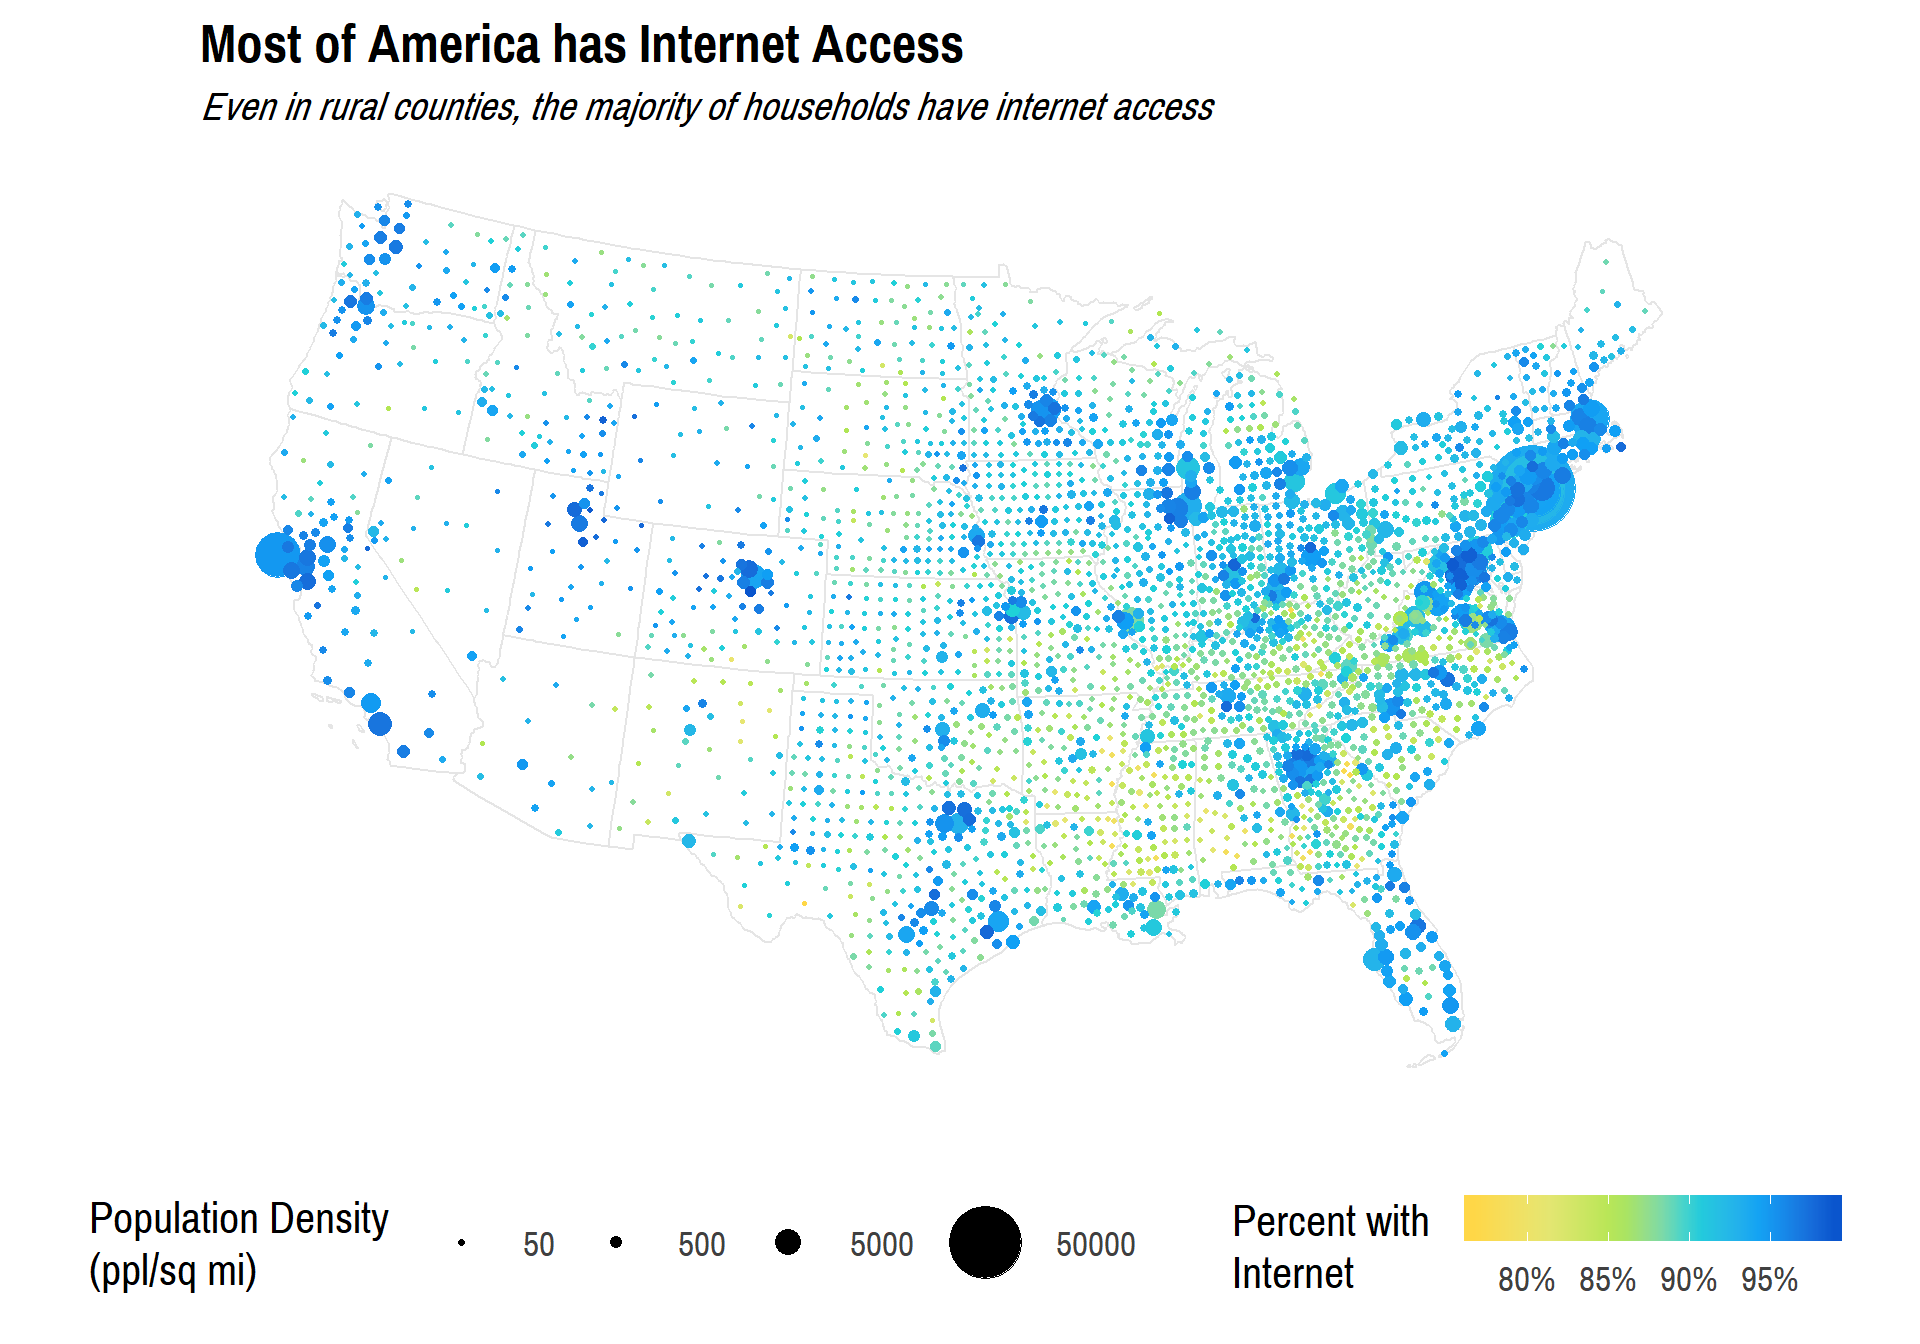 Most of America has Internet Access
Even in rural counties, the majority of households have internet access
Population Density
(ppl/sq mi)
50
500
5000
50000
Percent with
Internet
80%
85%
90%
95%